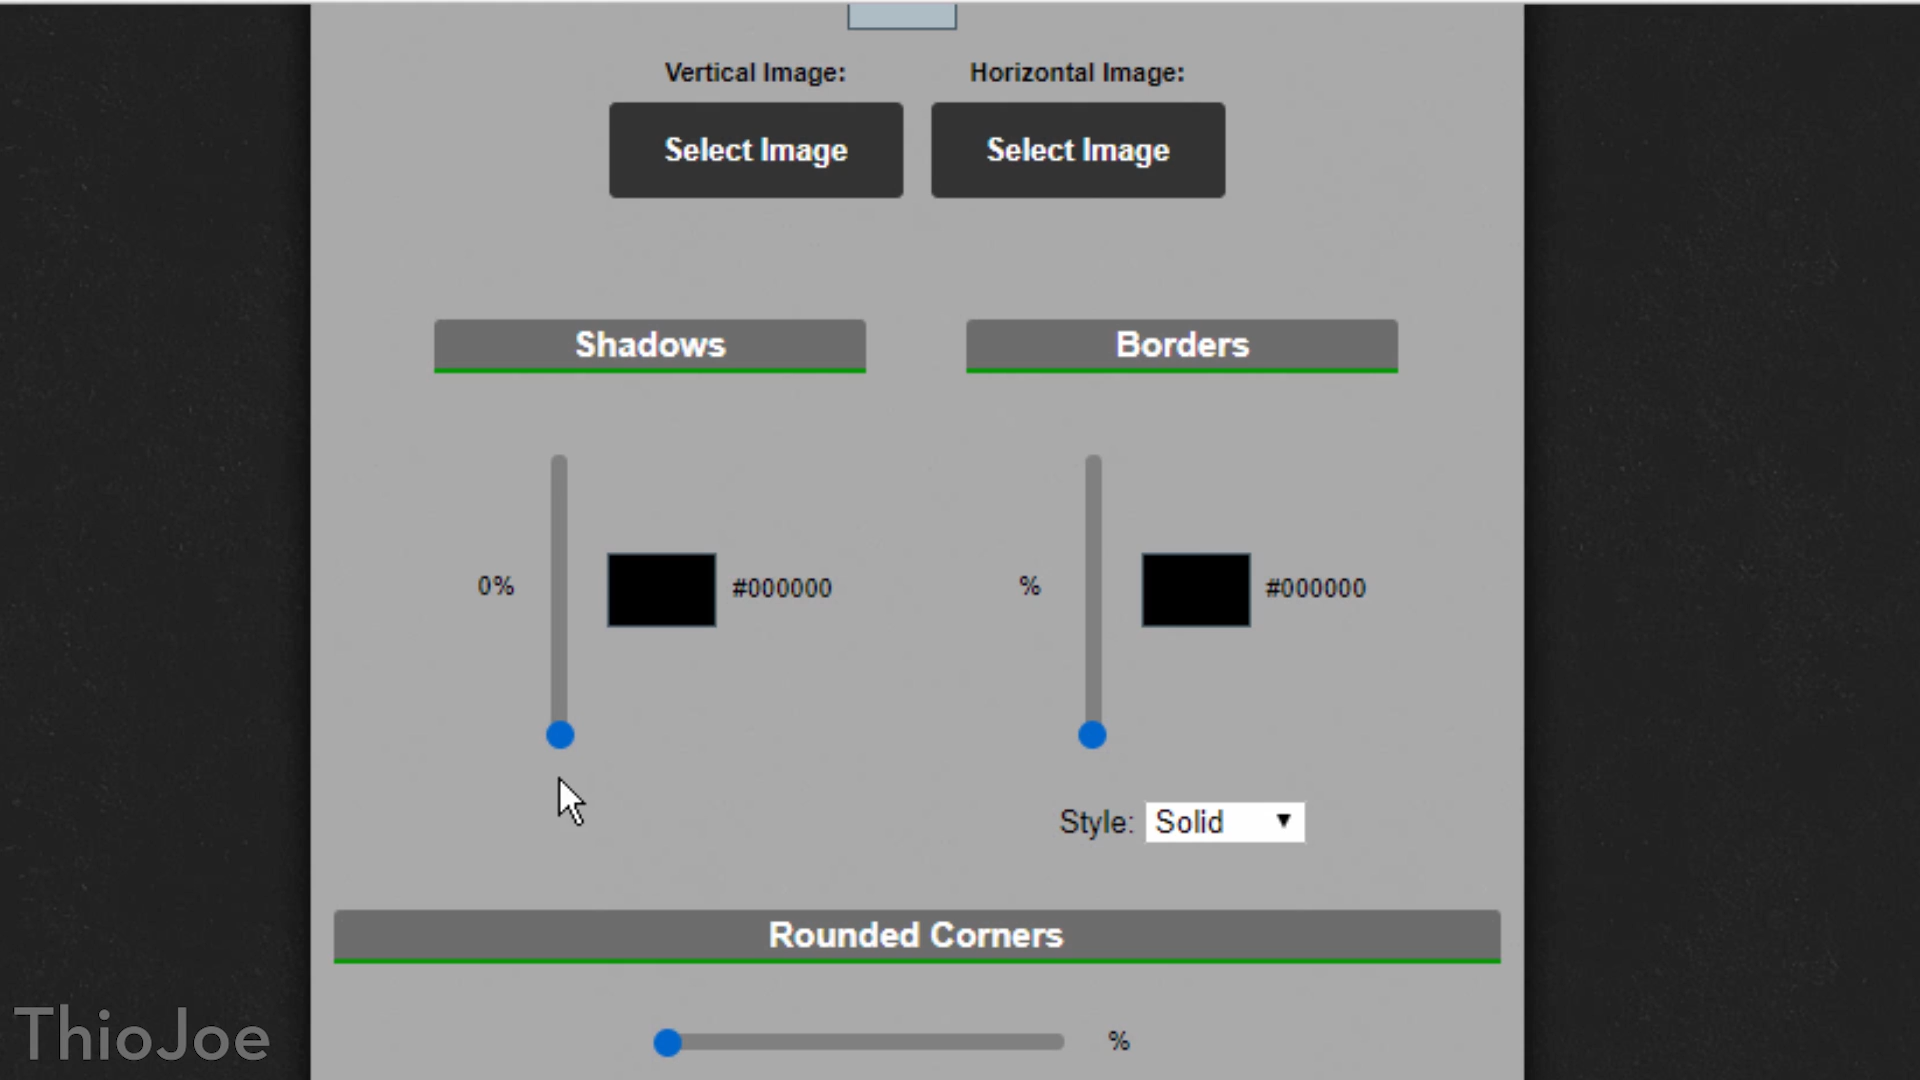 Vertical Image: Horizontal Image:
Select Image Select Image
Shadows Borders
0% #000000 % #000000
Style: Solid
Rounded Corners
%
ThioJoe